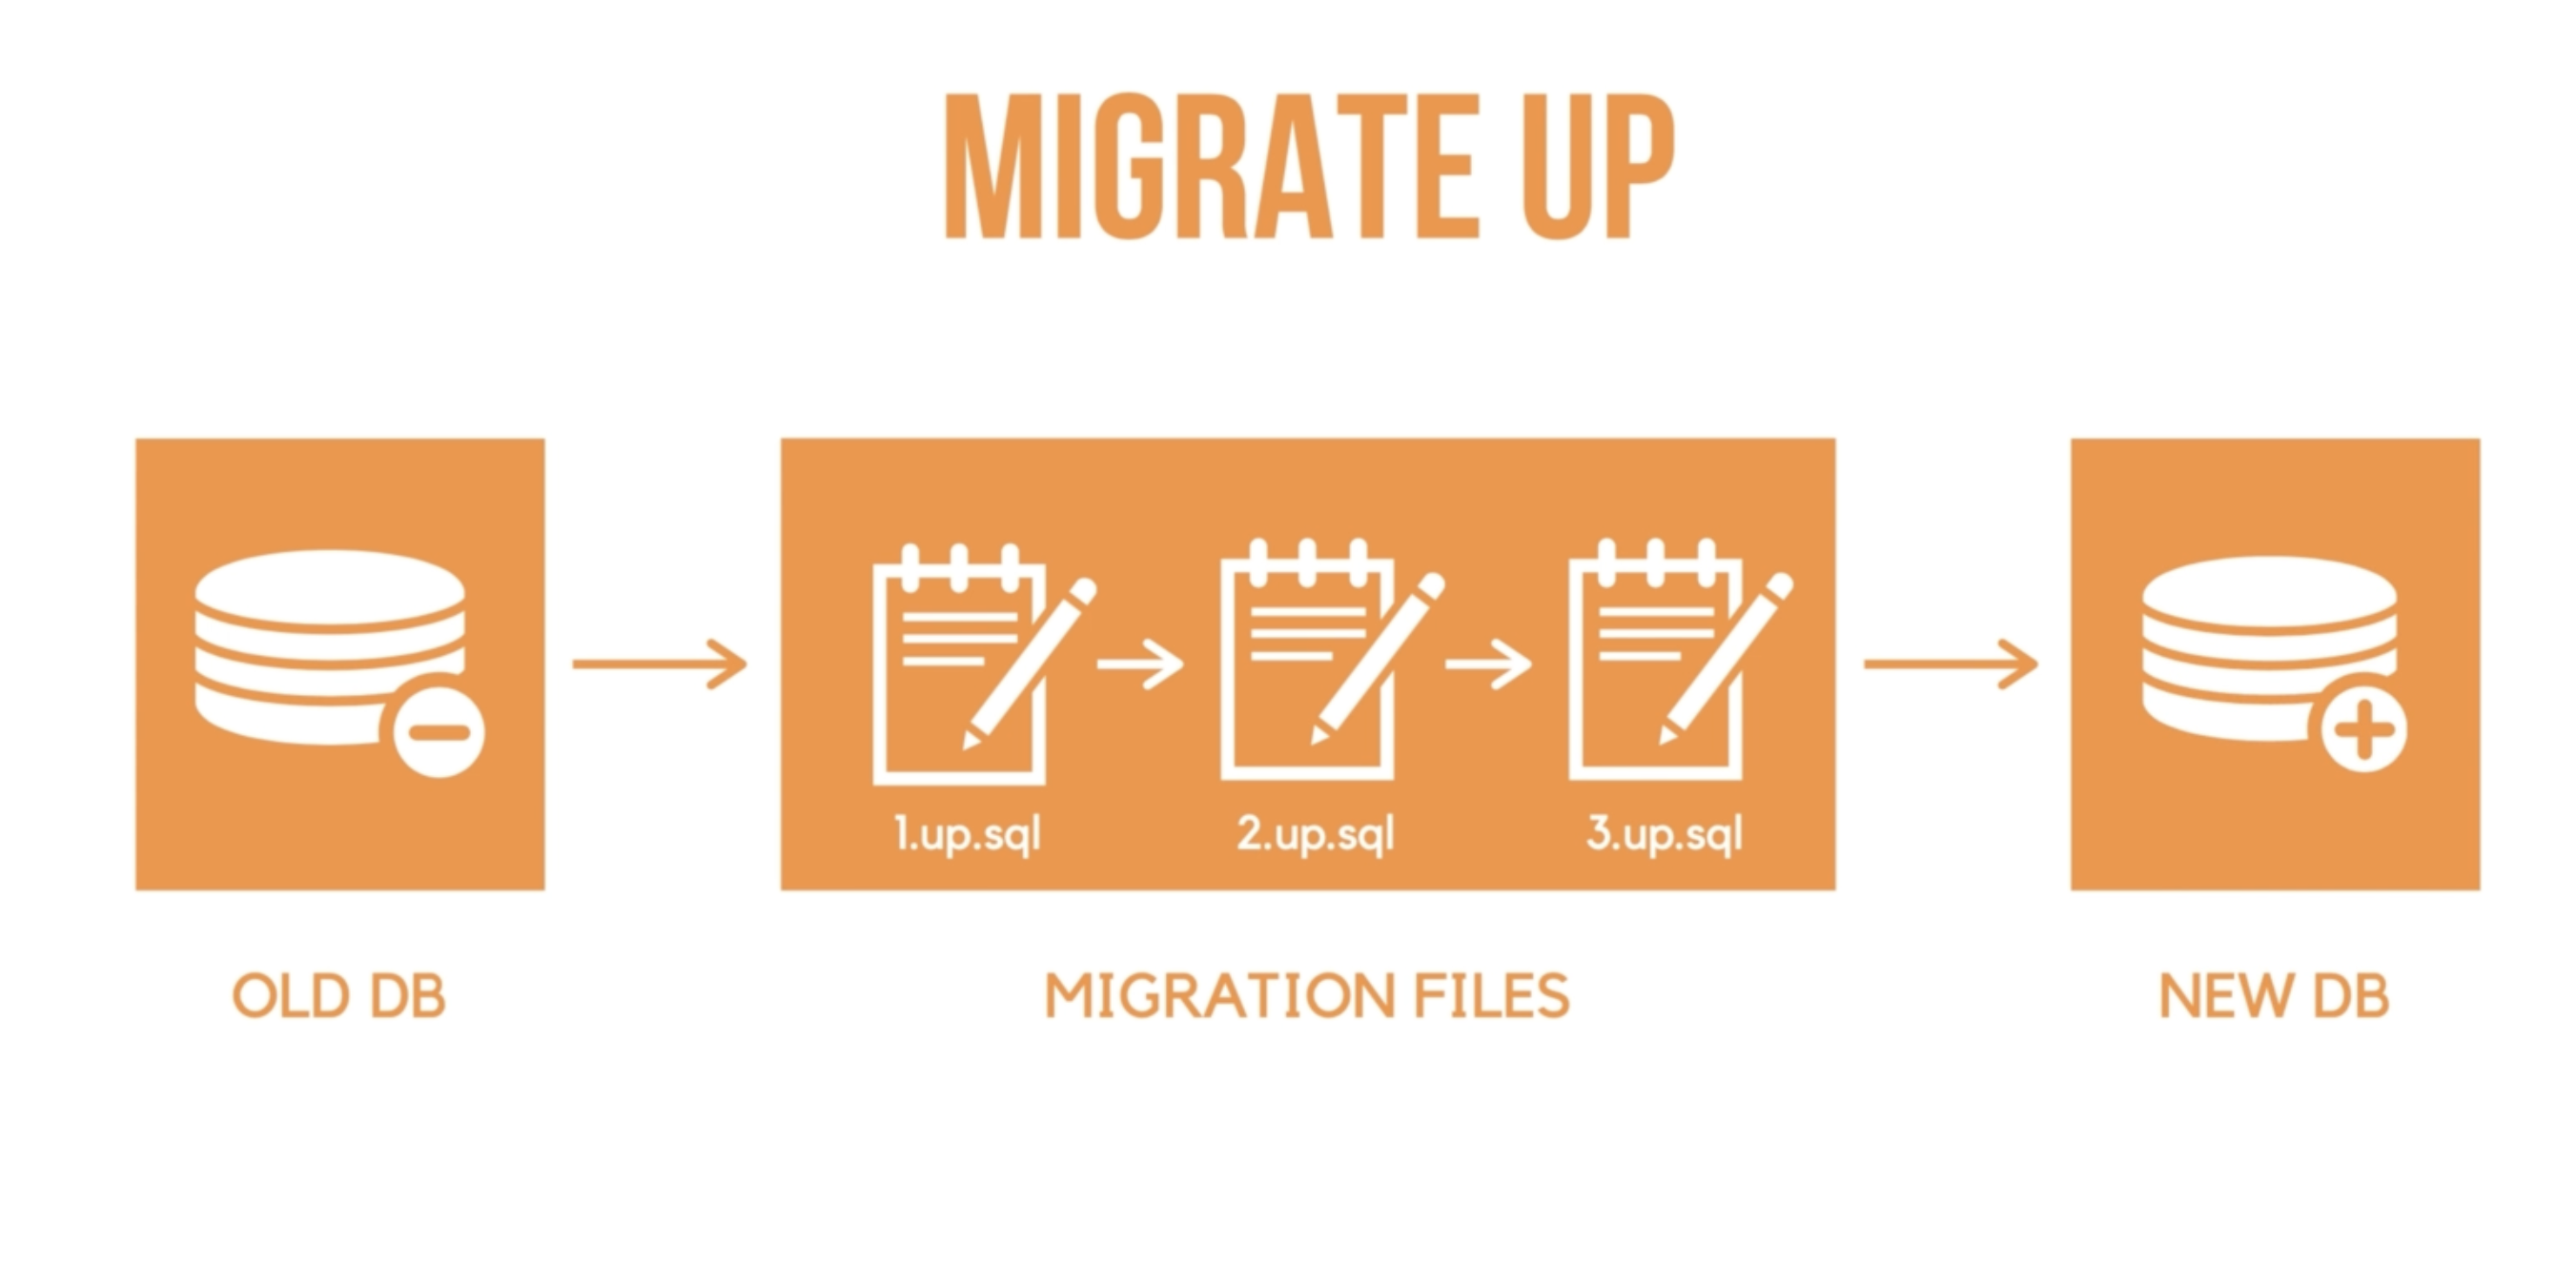 MIGRATE UP
1.up.sql
2.up.sql
3.up.sql
OLD DB
MIGRATION FILES
NEW DB